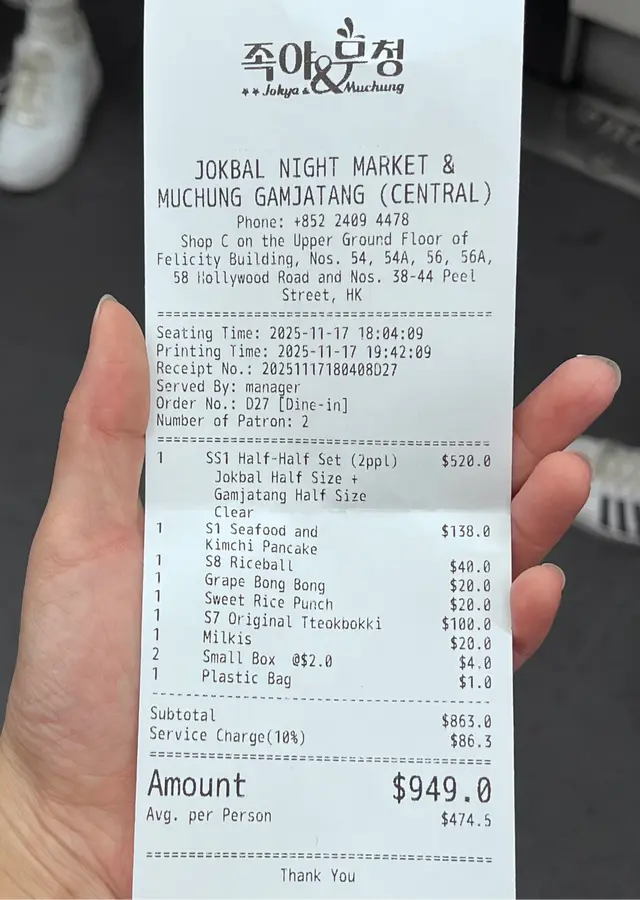 족야&무청
Jokya & Muchung
JOKBAL NIGHT MARKET &
MUCHUNG GAMJATANG (CENTRAL)
Phone: +852 2409 4478
Shop C on the Upper Ground Floor of
Felicity Building, Nos. 54, 54A, 56, 56A,
58 Hollywood Road and Nos. 38-44 Peel
Street, HK
Seating Time: 2025-11-17 18:04:09
Printing Time: 2025-11-17 19:42:09
Receipt No.: 20251117180408D27
Served By: manager
Order No.: D27 [Dine-in]
Number of Patron: 2
1 SS1 Half-Half Set (2ppl) $520.0
Jokbal Half Size +
Gamjatang Half Size
Clear
1 S1 Seafood and $138.0
Kimchi Pancake
1 S8 Riceball $40.0
1 Grape Bong Bong $20.0
1 Sweet Rice Punch $20.0
1 S7 Original Tteokbokki $100.0
1 Milkis $20.0
2 Small Box @$2.0 $4.0
1 Plastic Bag $1.0
Subtotal $863.0
Service Charge(10%) $86.3
Amount $949.0
Avg. per Person $474.5
Thank You